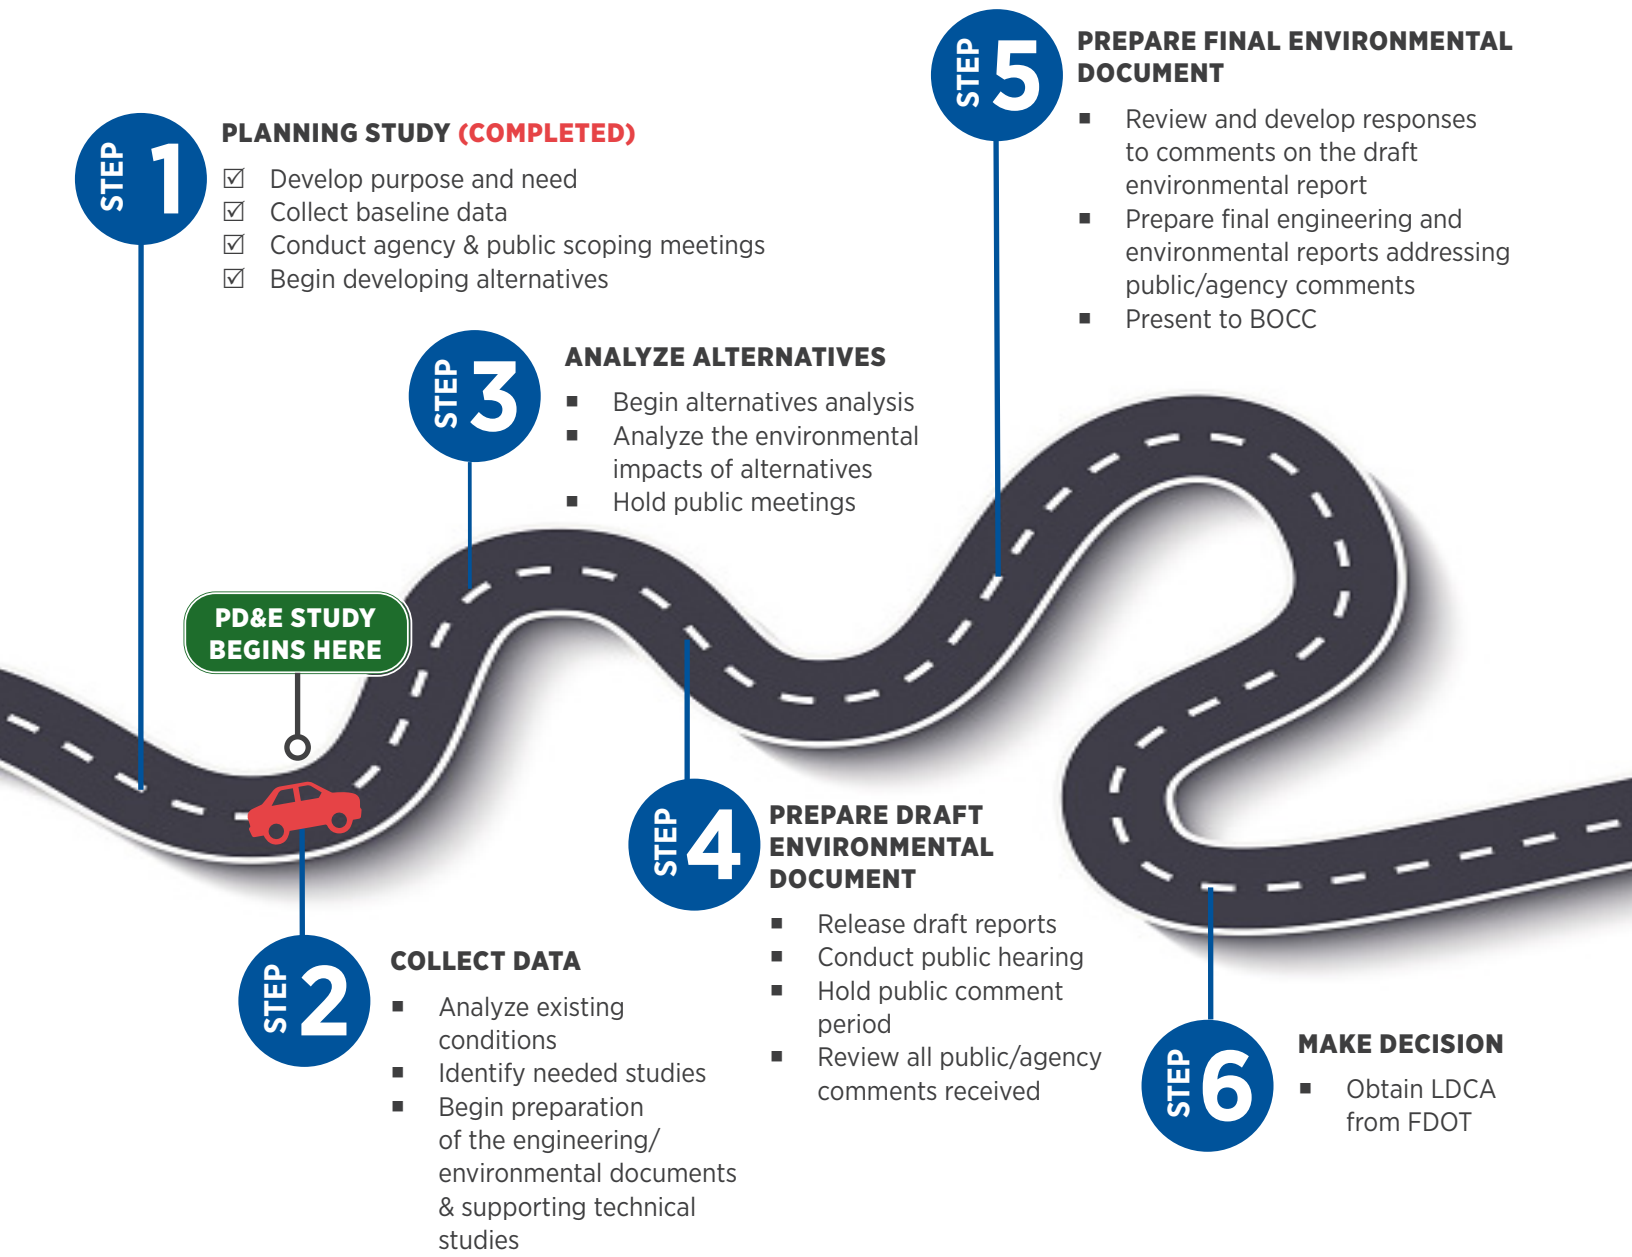 STEP 1
PLANNING STUDY (COMPLETED)
☑ Develop purpose and need
☑ Collect baseline data
☑ Conduct agency & public scoping meetings
☑ Begin developing alternatives
PD&E STUDY
BEGINS HERE
STEP 2
COLLECT DATA
▪ Analyze existing
conditions
▪ Identify needed studies
▪ Begin preparation
of the engineering/
environmental documents
& supporting technical
studies
STEP 3
ANALYZE ALTERNATIVES
▪ Begin alternatives analysis
▪ Analyze the environmental
impacts of alternatives
▪ Hold public meetings
STEP 4
PREPARE DRAFT
ENVIRONMENTAL
DOCUMENT
▪ Release draft reports
▪ Conduct public hearing
▪ Hold public comment
period
▪ Review all public/agency
comments received
STEP 5
PREPARE FINAL ENVIRONMENTAL
DOCUMENT
▪ Review and develop responses
to comments on the draft
environmental report
▪ Prepare final engineering and
environmental reports addressing
public/agency comments
▪ Present to BOCC
STEP 6
MAKE DECISION
▪ Obtain LDCA
from FDOT